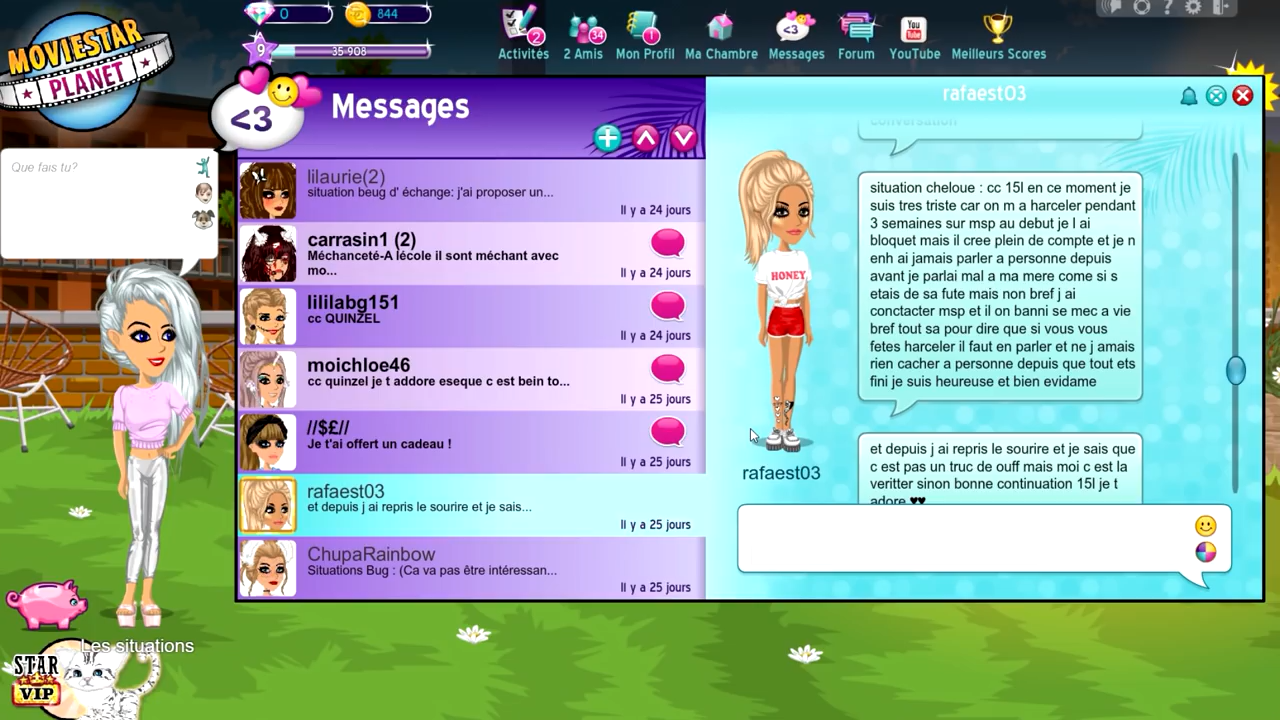 MOVIESTAR
PLANET
0
844
9
35 908
2
34
1
<3
Activités
2 Amis
Mon Profil
Ma Chambre
Messages
Forum
You
Tube
YouTube
Meilleurs Scores
Que fais tu?
<3
Messages
lilaurie(2)
situation beug d' échange: j'ai proposer un...
Il y a 24 jours
carrasin1 (2)
Méchanceté-A lécole il sont méchant avec
mo...
Il y a 24 jours
lililabg151
cc QUINZEL
Il y a 24 jours
moichloe46
cc quinzel je t addore eseque c est bein to...
Il y a 25 jours
//$£//
Je t'ai offert un cadeau !
Il y a 25 jours
rafaest03
et depuis j ai repris le sourire et je sais...
Il y a 25 jours
ChupaRainbow
Situations Bug : (Ca va pas être intéressan...
Il y a 25 jours
rafaest03
conversation
situation cheloue : cc 15l en ce moment je
suis tres triste car on m a harceler pendant
3 semaines sur msp au debut je l ai
bloquet mais il cree plein de compte et je n
enh ai jamais parler a personne depuis
avant je parlai mal a ma mere come si s
etais de sa fute mais non bref j ai
conctacter msp et il on banni se mec a vie
bref tout sa pour dire que si vous vous
fetes harceler il faut en parler et ne j amais
rien cacher a personne depuis que tout ets
fini je suis heureuse et bien evidame
et depuis j ai repris le sourire et je sais que
c est pas un truc de ouff mais moi c est la
veritter sinon bonne continuation 15l je t
adore ♥♥
HONEY
rafaest03
Les situations
STAR
VIP